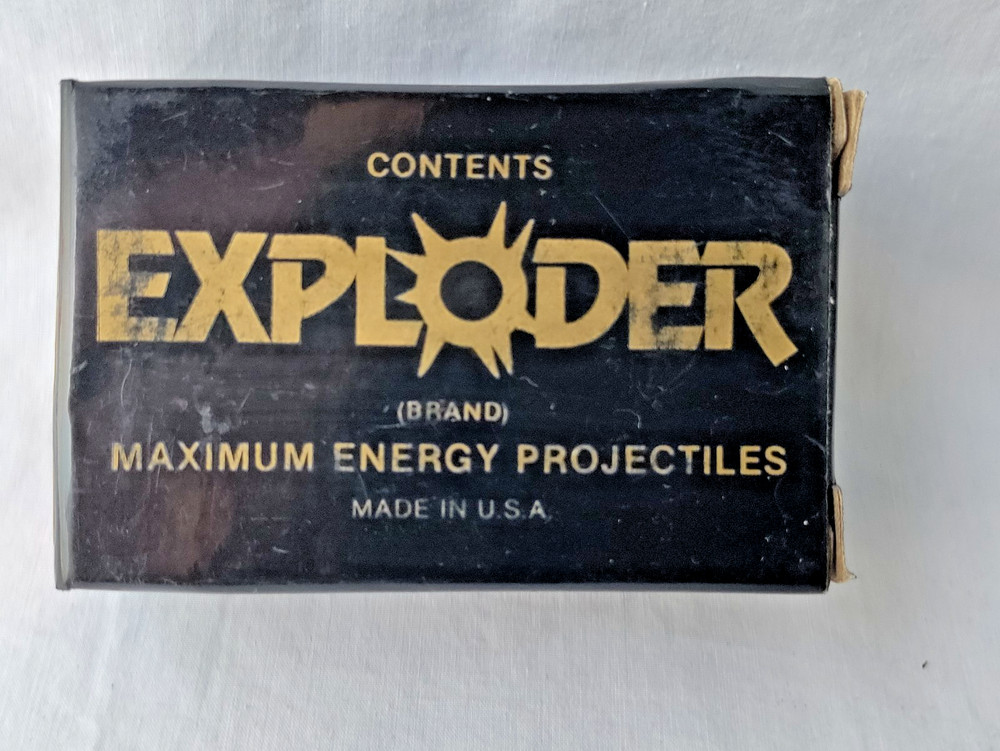 CONTENTS
EXPLODER
(BRAND)
MAXIMUM ENERGY PROJECTILES
MADE IN U.S.A.